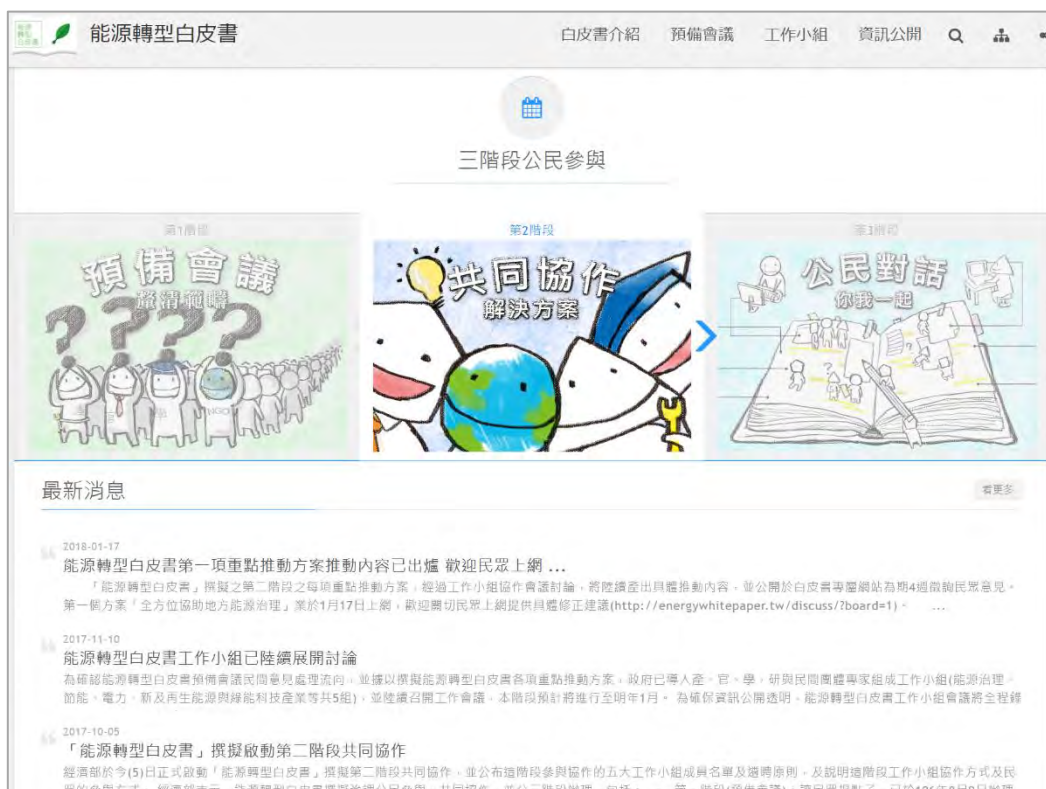 能源轉型白皮書
白皮書介紹 預備會議 工作小組 資訊公開
三階段公民參與
第1階段
第2階段
第3階段
預備會議
釐清範疇
????
NGO
共同協作
解決方案
公民對話
你我一起
最新消息
看更多
2018-01-17
能源轉型白皮書第一項重點推動方案推動內容已出爐 歡迎民眾上網 ...
「能源轉型白皮書」撰擬之第二階段之每項重點推動方案，經過工作小組協作會議討論，將陸續產出具體推動內容，並公開於白皮書專屬網站為期4週徵詢民眾意見。
第一個方案「全方位協助地方能源治理」業於1月17日上網，歡迎關切民眾上網提供具體修正建議(http://energywhitepaper.tw/discuss/?board=1)。 ...
2017-11-10
能源轉型白皮書工作小組已陸續展開討論
為確認能源轉型白皮書預備會議民間意見處理流向，並據以撰擬能源轉型白皮書各項重點推動方案，政府已導入產、官、學，研與民間團體專家組成工作小組(能源治理、
節能、電力、新及再生能源與綠能科技產業等共5組)，並陸續召開工作會議，本階段預計將進行至明年1月。 為確保資訊公開透明，能源轉型白皮書工作小組會議將全程錄
2017-10-05
「能源轉型白皮書」撰擬啟動第二階段共同協作
經濟部於今(5)日正式啟動「能源轉型白皮書」撰擬第二階段共同協作，並公布這階段參與協作的五大工作小組成員名單及遴聘原則，及說明這階段工作小組協作方式及民